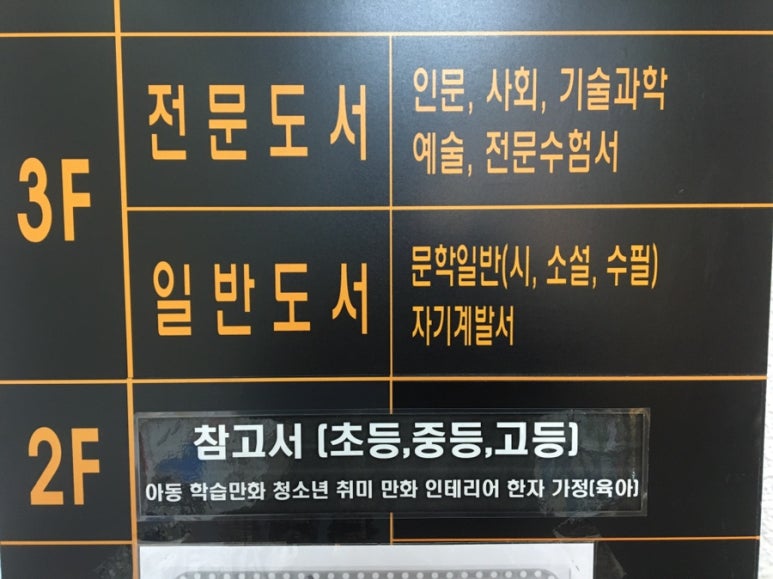 3F
전문도서
인문, 사회, 기술과학
예술, 전문수험서
일반도서
문학일반(시, 소설, 수필)
자기계발서
2F
참고서 (초등,중등,고등)
아동 학습만화 청소년 취미 만화 인테리어 한자 가정(육아)